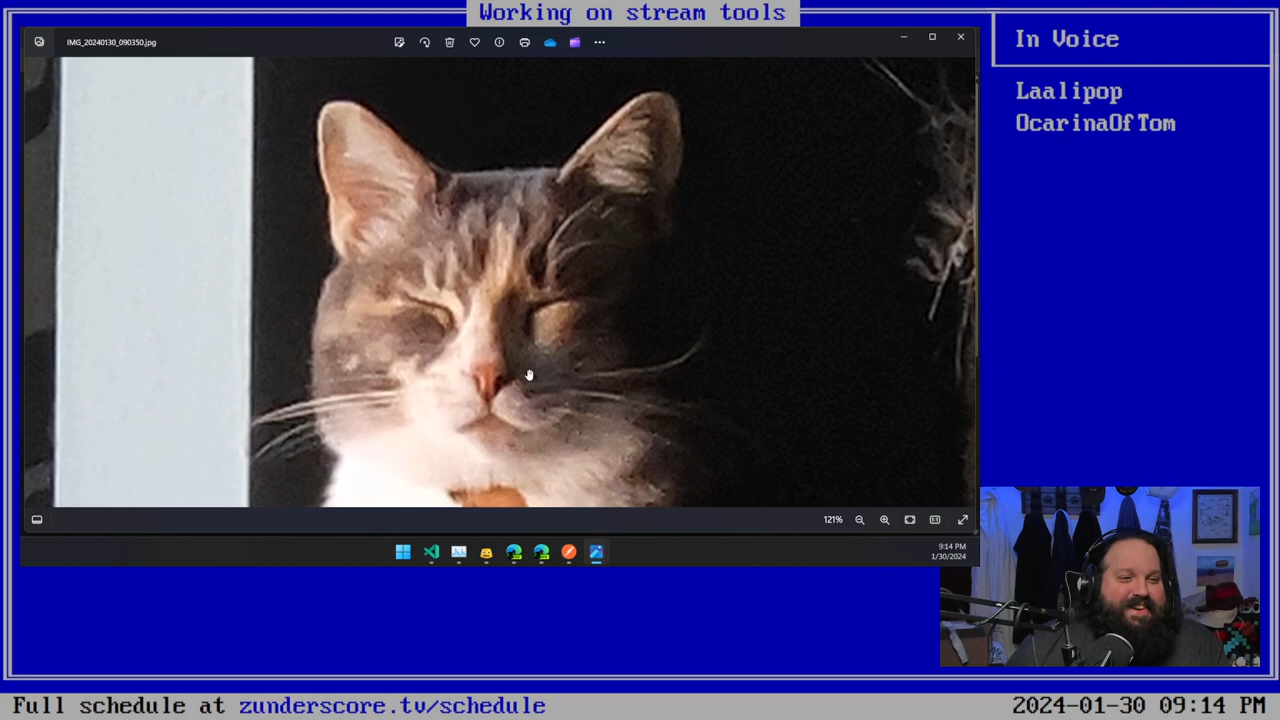 Working on stream tools
IMG_20240130_090350.jpg
In Voice
Laalipop
OcarinaOfTom
121%
9:14 PM
1/30/2024
Full schedule at zunderscore.tv/schedule
2024-01-30 09:14 PM